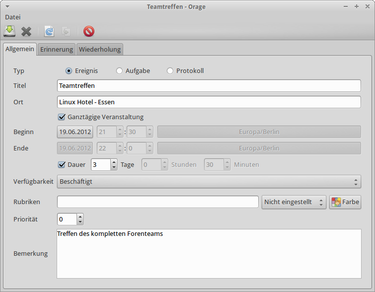 Teamtreffen - Orage
Datei
Allgemein Erinnerung Wiederholung
Typ Ereignis Aufgabe Protokoll
Titel Teamtreffen
Ort Linux Hotel - Essen
Ganztägige Veranstaltung
Beginn 19.06.2012 21 : 30 Europa/Berlin
Ende 19.06.2012 22 : 0 Europa/Berlin
Dauer 3 Tage 0 Stunden 30 Minuten
Verfügbarkeit Beschäftigt
Rubriken Nicht eingestellt Farbe
Priorität 0
Bemerkung Treffen des kompletten Forenteams